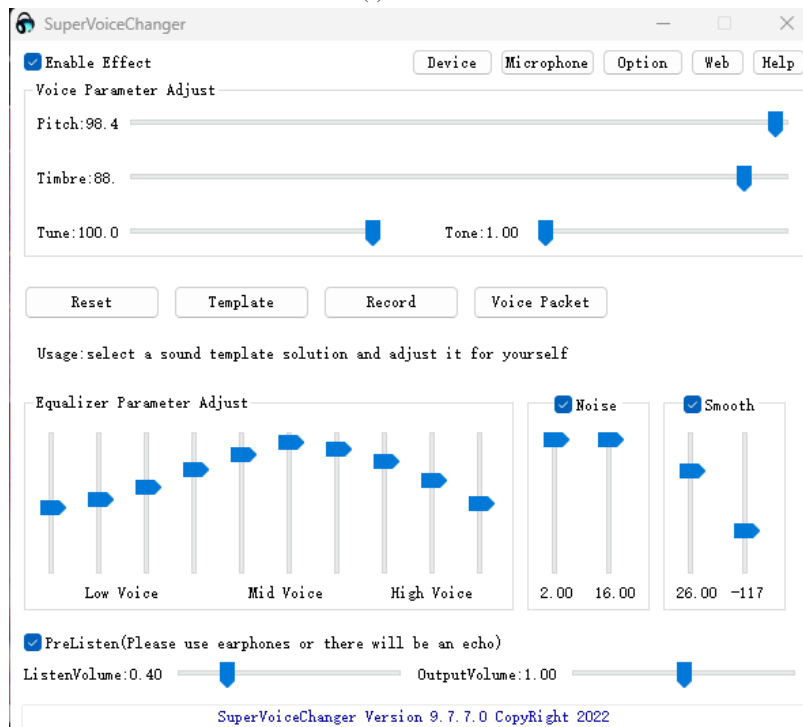 SuperVoiceChanger
Enable Effect Device Microphone Option Web Help
Voice Parameter Adjust
Pitch:98.4
Timbre:88.
Tune:100.0 Tone:1.00
Reset Template Record Voice Packet
Usage:select a sound template solution and adjust it for yourself
Equalizer Parameter Adjust Noise Smooth
Low Voice Mid Voice High Voice 2.00 16.00 26.00 -117
PreListen(Please use earphones or there will be an echo)
ListenVolume:0.40 OutputVolume:1.00
SuperVoiceChanger Version 9.7.7.0 CopyRight 2022